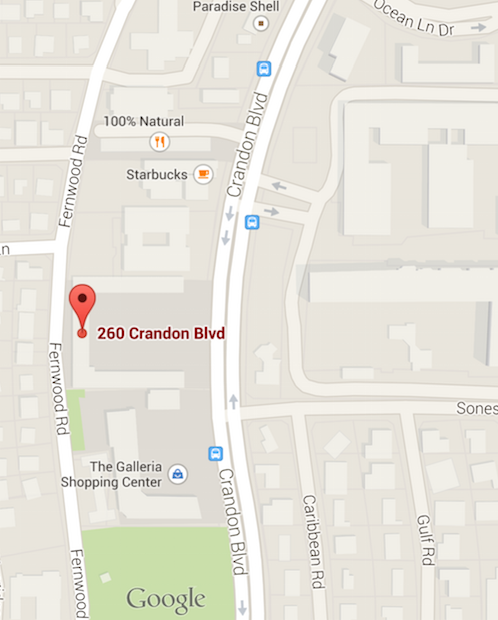 Paradise Shell
Ocean Ln Dr
Crandon Blvd
100% Natural
Fernwood Rd
Starbucks
n
260 Crandon Blvd
Fernwood Rd
Sones
The Galleria
Shopping Center
Crandon Blvd
Caribbean Rd
Gulf Rd
Fernwood
Google